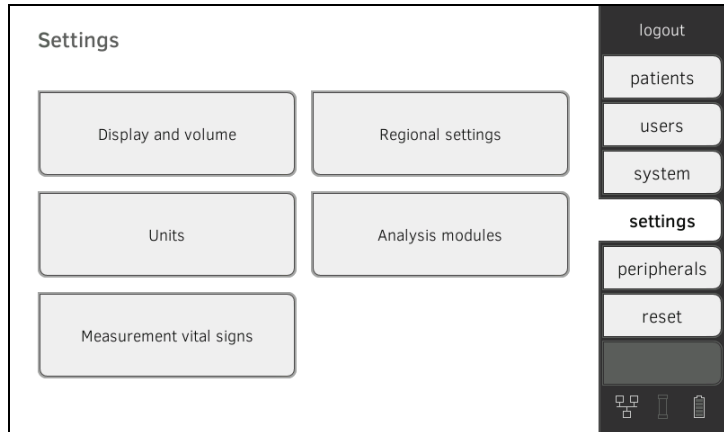 Settings
Display and volume
Regional settings
Units
Analysis modules
Measurement vital signs
logout
patients
users
system
settings
peripherals
reset